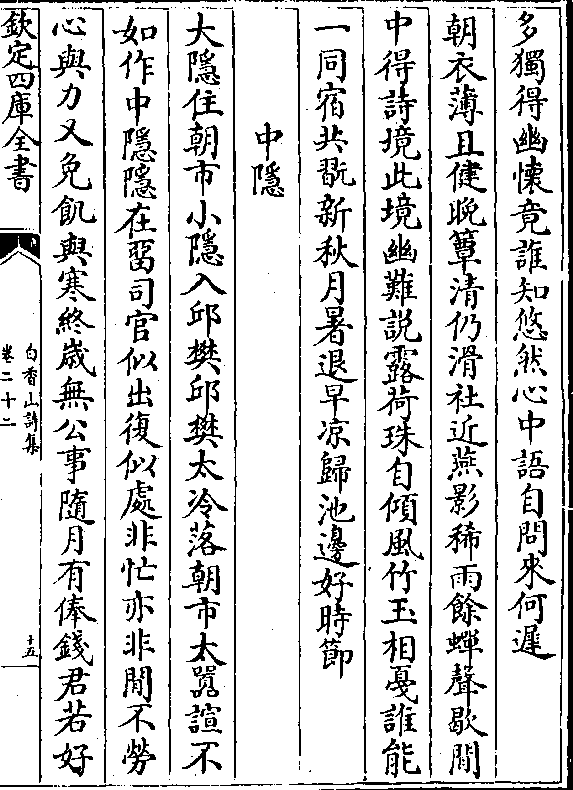 多獨得幽懷竟誰知悠然心中語自問來何遲
朝衣薄且健晚簟清仍滑社近燕影稀雨餘蟬聲歇閒
中得詩境此境幽難説露荷珠自傾風竹玉相戞誰能
一同宿共翫新秋月暑退早凉歸池邊好時節
中隱
大隱住朝市小隱入邱樊邱樊太冷落朝市太囂諠不
如作中隱隱在留司官似出復似處非忙亦非閒不勞
心與力又免飢與寒終歲無公事隨月有俸錢君若好
欽定四庫全書
白香山詩集
卷二十二
十五